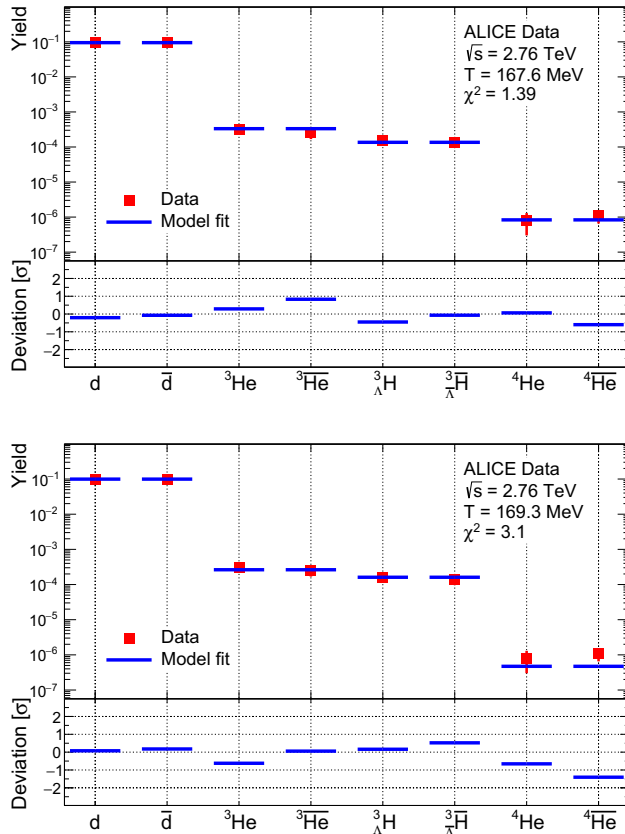 Yield
ALICE Data
√s = 2.76 TeV
T = 167.6 MeV
χ² = 1.39
10⁻¹
10⁻²
10⁻³
10⁻⁴
10⁻⁵
10⁻⁶
10⁻⁷
Data
Model fit
Deviation [σ]
2
1
0
−1
−2
d d̅ ³He ³H̅e̅ ³ΛH ³Λ̅H̅ ⁴He ⁴H̅e̅
Yield
ALICE Data
√s = 2.76 TeV
T = 169.3 MeV
χ² = 3.1
10⁻¹
10⁻²
10⁻³
10⁻⁴
10⁻⁵
10⁻⁶
10⁻⁷
Data
Model fit
Deviation [σ]
2
1
0
−1
−2
d d̅ ³He ³H̅e̅ ³ΛH ³Λ̅H̅ ⁴He ⁴H̅e̅